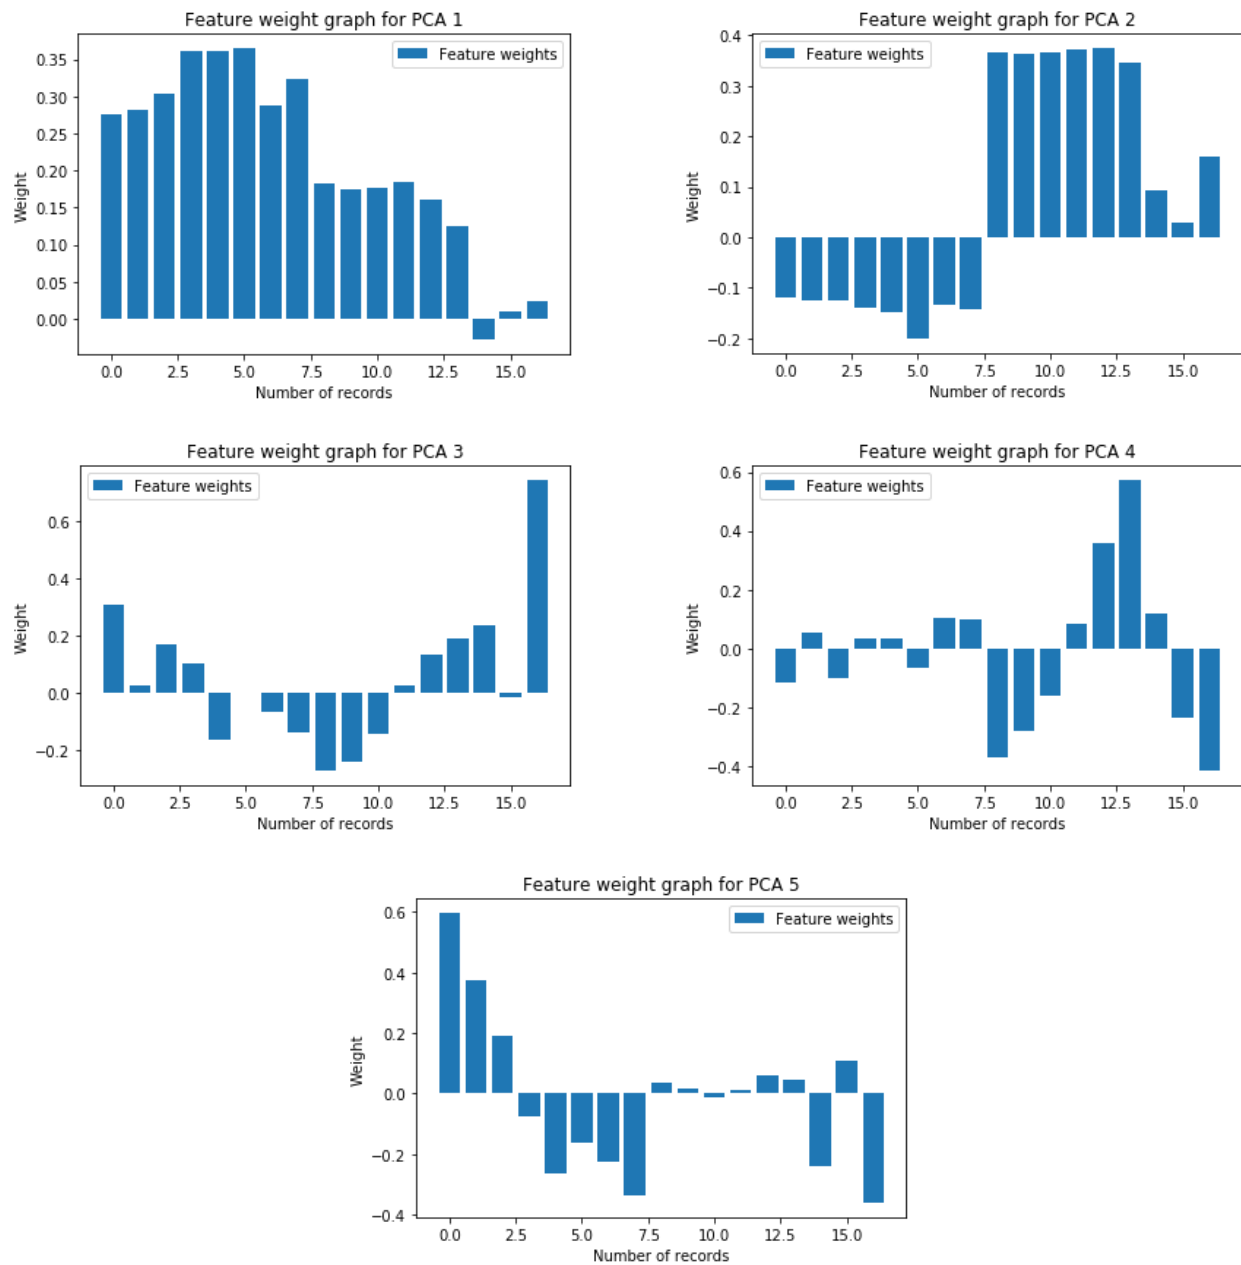 Feature weight graph for PCA 1
Feature weights
0.35
0.30
0.25
0.20
0.15
0.10
0.05
0.00
Weight
0.0 2.5 5.0 7.5 10.0 12.5 15.0
Number of records
Feature weight graph for PCA 2
Feature weights
0.4
0.3
0.2
0.1
0.0
−0.1
−0.2
Weight
0.0 2.5 5.0 7.5 10.0 12.5 15.0
Number of records
Feature weight graph for PCA 3
Feature weights
0.6
0.4
0.2
0.0
−0.2
Weight
0.0 2.5 5.0 7.5 10.0 12.5 15.0
Number of records
Feature weight graph for PCA 4
Feature weights
0.6
0.4
0.2
0.0
−0.2
−0.4
Weight
0.0 2.5 5.0 7.5 10.0 12.5 15.0
Number of records
Feature weight graph for PCA 5
Feature weights
0.6
0.4
0.2
0.0
−0.2
−0.4
Weight
0.0 2.5 5.0 7.5 10.0 12.5 15.0
Number of records